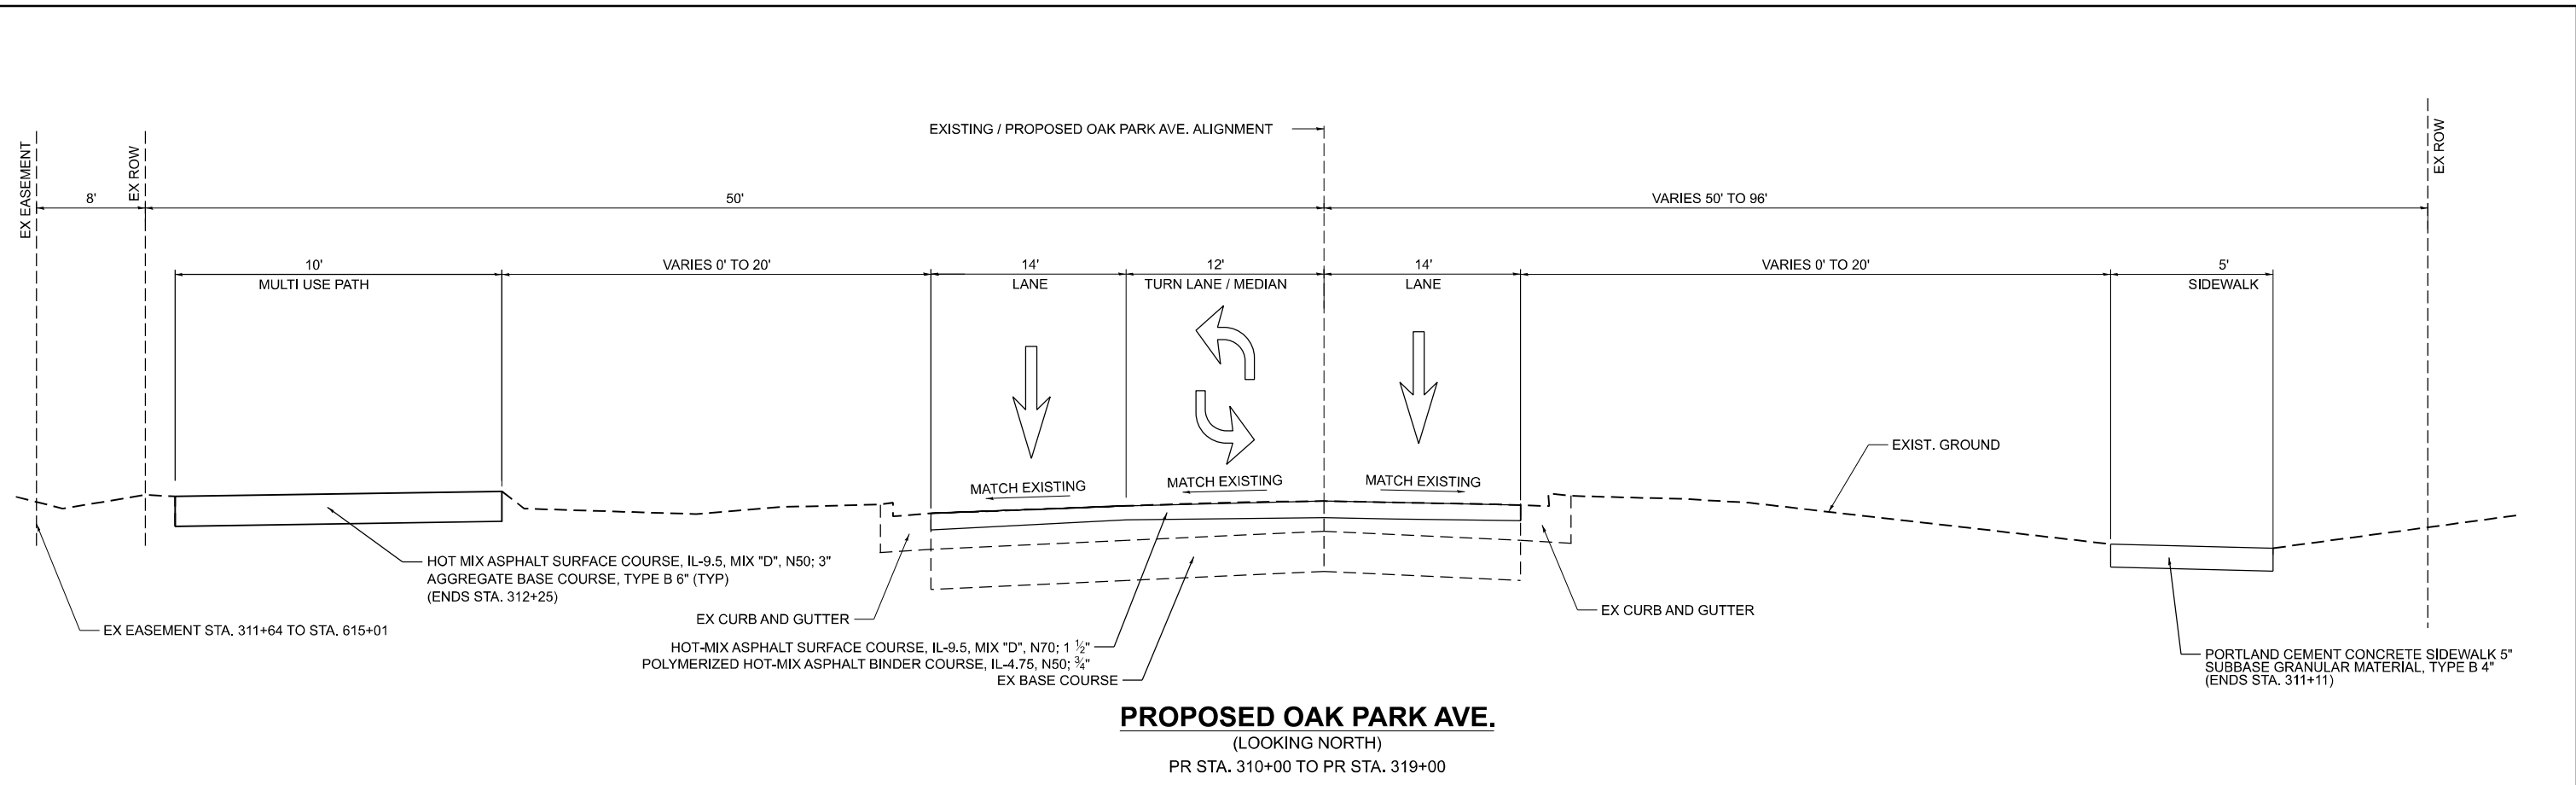 EXISTING / PROPOSED OAK PARK AVE. ALIGNMENT
EX EASEMENT
EX ROW
EX ROW
8'
50'
VARIES 50' TO 96'
10'
MULTI USE PATH
VARIES 0' TO 20'
14'
LANE
12'
TURN LANE / MEDIAN
14'
LANE
VARIES 0' TO 20'
5'
SIDEWALK
EXIST. GROUND
MATCH EXISTING
MATCH EXISTING
MATCH EXISTING
HOT MIX ASPHALT SURFACE COURSE, IL-9.5, MIX "D", N50; 3"
AGGREGATE BASE COURSE, TYPE B 6" (TYP)
(ENDS STA. 312+25)
EX EASEMENT STA. 311+64 TO STA. 615+01
EX CURB AND GUTTER
EX CURB AND GUTTER
HOT-MIX ASPHALT SURFACE COURSE, IL-9.5, MIX "D", N70; 1 ½"
POLYMERIZED HOT-MIX ASPHALT BINDER COURSE, IL-4.75, N50; ¾"
EX BASE COURSE
PORTLAND CEMENT CONCRETE SIDEWALK 5"
SUBBASE GRANULAR MATERIAL, TYPE B 4"
(ENDS STA. 311+11)
PROPOSED OAK PARK AVE.
(LOOKING NORTH)
PR STA. 310+00 TO PR STA. 319+00